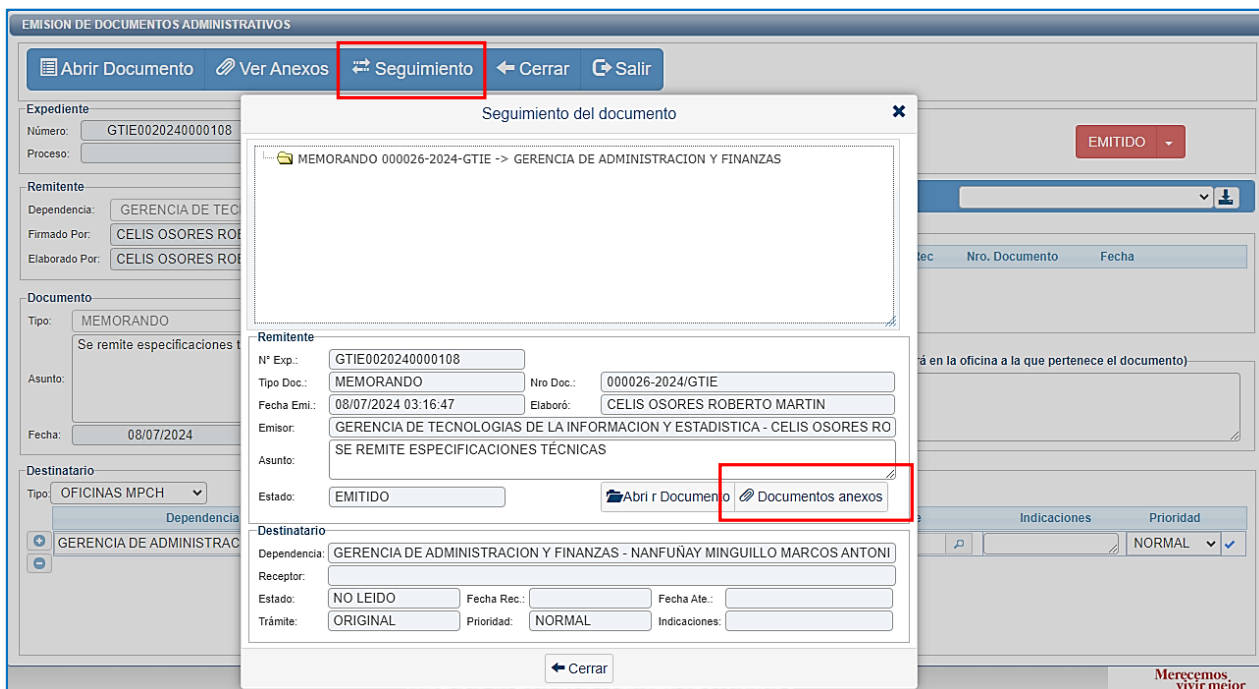 EMISION DE DOCUMENTOS ADMINISTRATIVOS
Abrir Documento Ver Anexos Seguimiento Cerrar Salir
Expediente
Número: GTIE0020240000108
Proceso:
EMITIDO
Remitente
Dependencia: GERENCIA DE TEC
Firmado Por: CELIS OSORES ROB
Elaborado Por: CELIS OSORES ROB
Rec Nro. Documento Fecha
Documento
Tipo: MEMORANDO
Asunto: Se remite especificaciones t
rá en la oficina a la que pertenece el documento)
Fecha: 08/07/2024
Destinatario
Tipo: OFICINAS MPCH
Dependencia Indicaciones Prioridad
GERENCIA DE ADMINISTRAC NORMAL
Seguimiento del documento
MEMORANDO 000026-2024-GTIE -> GERENCIA DE ADMINISTRACION Y FINANZAS
Remitente
N° Exp.: GTIE0020240000108
Tipo Doc.: MEMORANDO Nro Doc.: 000026-2024/GTIE
Fecha Emi.: 08/07/2024 03:16:47 Elaboró: CELIS OSORES ROBERTO MARTIN
Emisor: GERENCIA DE TECNOLOGIAS DE LA INFORMACION Y ESTADISTICA - CELIS OSORES RO
Asunto: SE REMITE ESPECIFICACIONES TÉCNICAS
Estado: EMITIDO Abri r Documento Documentos anexos
Destinatario
Dependencia: GERENCIA DE ADMINISTRACION Y FINANZAS - NANFUÑAY MINGUILLO MARCOS ANTONI
Receptor:
Estado: NO LEIDO Fecha Rec.: Fecha Ate.:
Trámite: ORIGINAL Prioridad: NORMAL Indicaciones:
Cerrar
Merecemos
vivir mejor